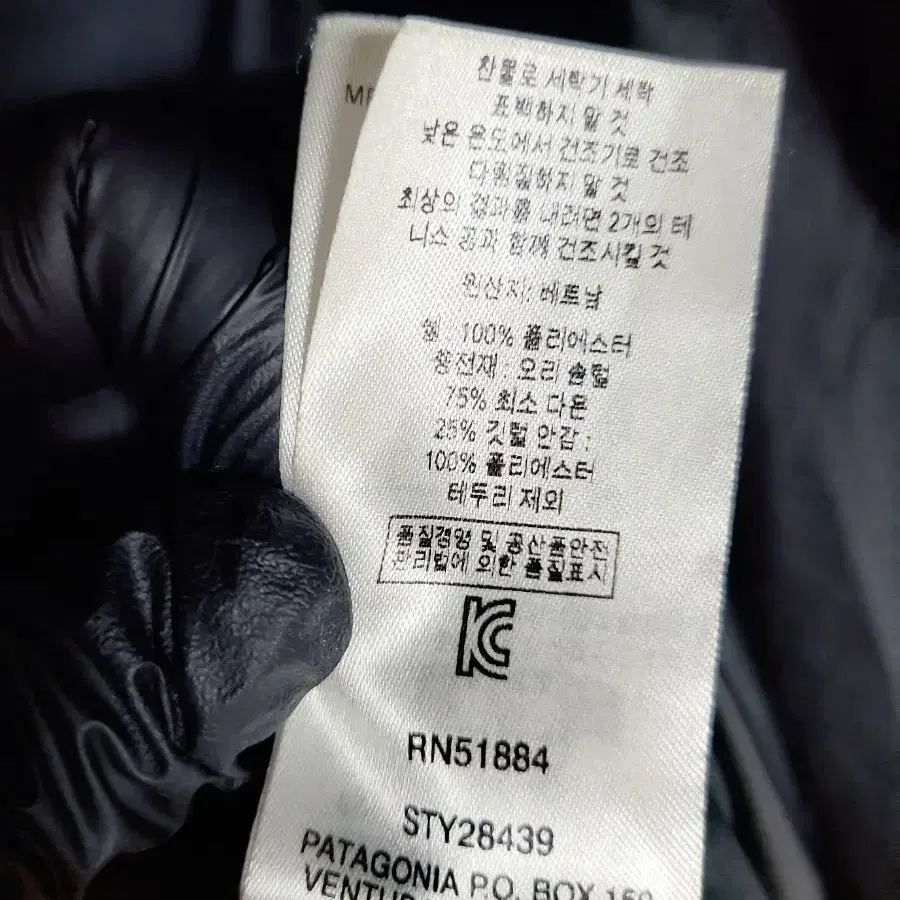 찬물로 세탁기 세탁
표백하지 말 것
낮은 온도에서 건조기로 건조
다림질하지 말 것
최상의 결과를 내려면 2개의 테
니스 공과 함께 건조시킬 것
원산지: 베트남
쉘 : 100% 폴리에스터
충전재 : 오리 솜털
75% 최소 다운
25% 깃털 안감 :
100% 폴리에스터
테두리 제외
품질경영 및 공산품안전
관리법에 의한 품질표시
KC
RN51884
STY28439
PATAGONIA P.O. BOX 150